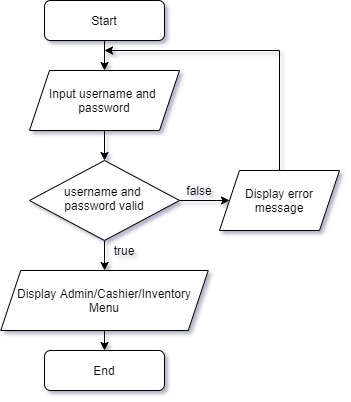 Start
Input username and
password
username and
password valid
false
Display error
message
true
Display Admin/Cashier/Inventory
Menu
End